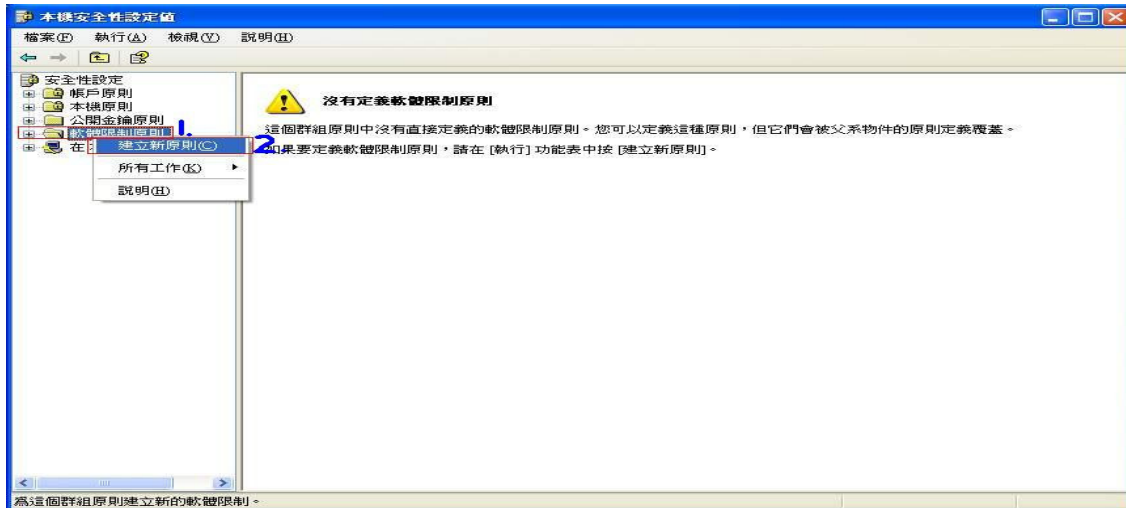 本機安全性設定值
檔案(F) 執行(A) 檢視(V) 說明(H)
安全性設定
帳戶原則
本機原則
公開金鑰原則
軟體限制原則 1.
在
建立新原則(C) 2.
所有工作(K)
說明(H)
沒有定義軟體限制原則
這個群組原則中沒有直接定義的軟體限制原則。您可以定義這種原則，但它們會被父系物件的原則定義覆蓋。
如果要定義軟體限制原則，請在 [執行] 功能表中按 [建立新原則]。
為這個群組原則建立新的軟體限制。